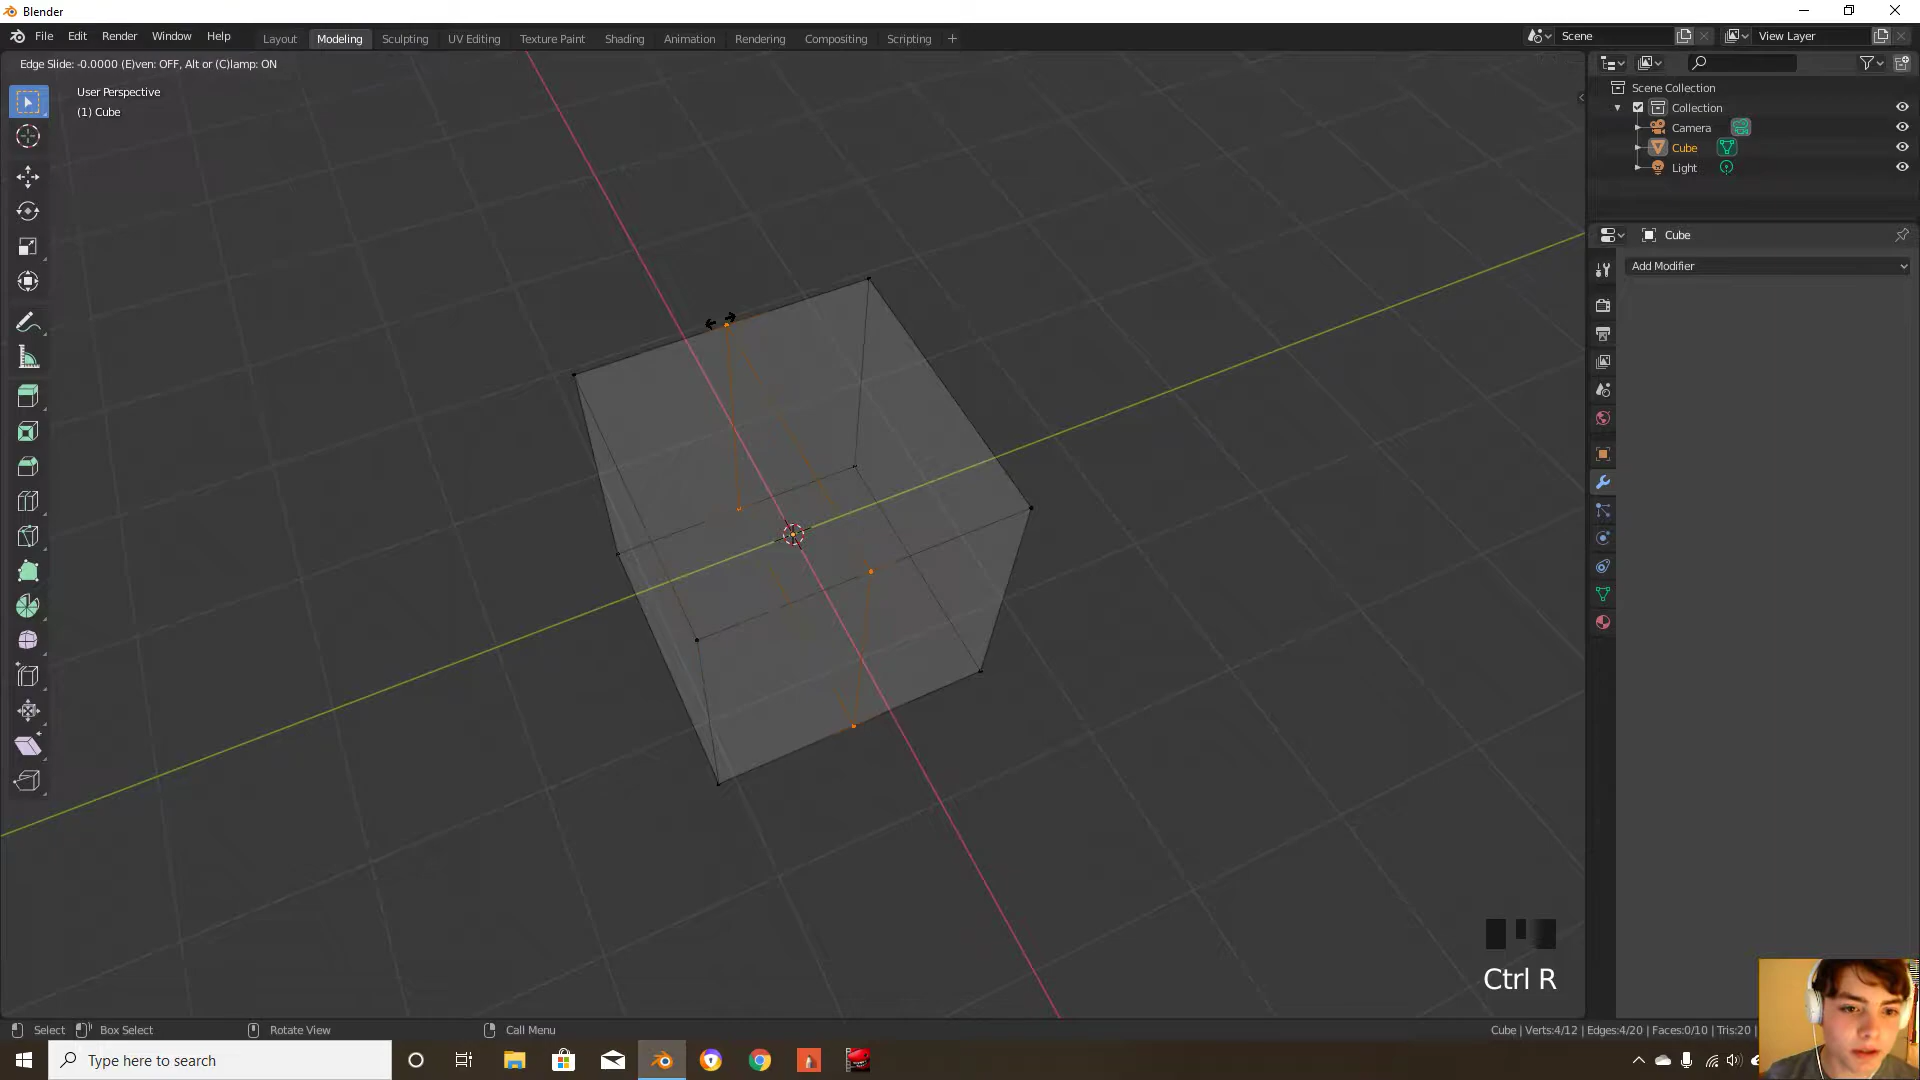 Blender
File Edit Render Window Help
Layout Modeling Sculpting UV Editing Texture Paint Shading Animation Rendering Compositing Scripting
Scene
View Layer
Edge Slide: -0.0000 (E)ven: OFF, Alt or (C)lamp: ON
User Perspective
(1) Cube
Scene Collection
Collection
Camera
Cube
Light
Cube
Add Modifier
Ctrl R
Select Box Select Rotate View Call Menu
Cube | Verts:4/12 | Edges:4/20 | Faces:0/10 | Tris:20 |
Type here to search